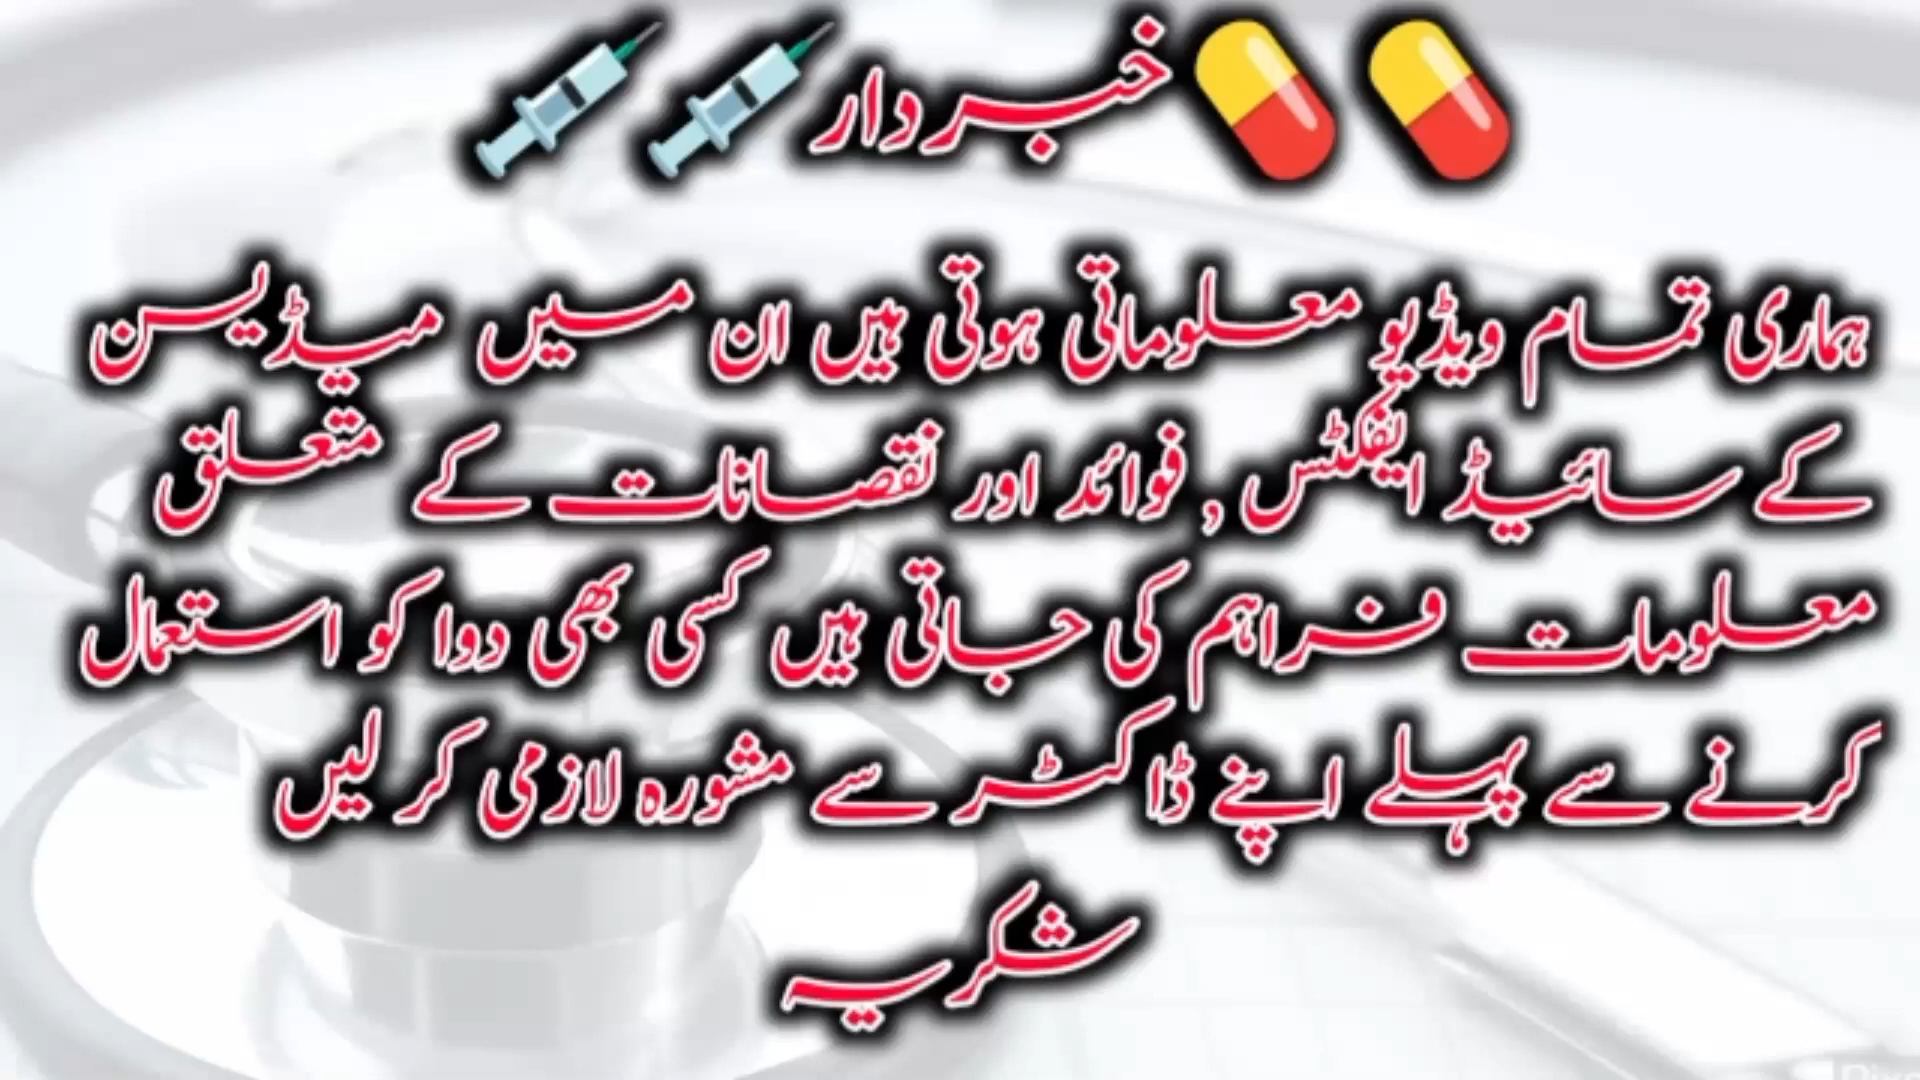 خبردار
ہماری تمام ویڈیو معلوماتی ہوتی ہیں ان میں میڈیسن
کے سائیڈ ایفکٹس , فوائد اور نقصانات کے متعلق
معلومات فراہم کی جاتی ہیں کسی بھی دوا کو استعمال
کرنے سے پہلے اپنے ڈاکٹر سے مشورہ لازمی کر لیں
شکریہ